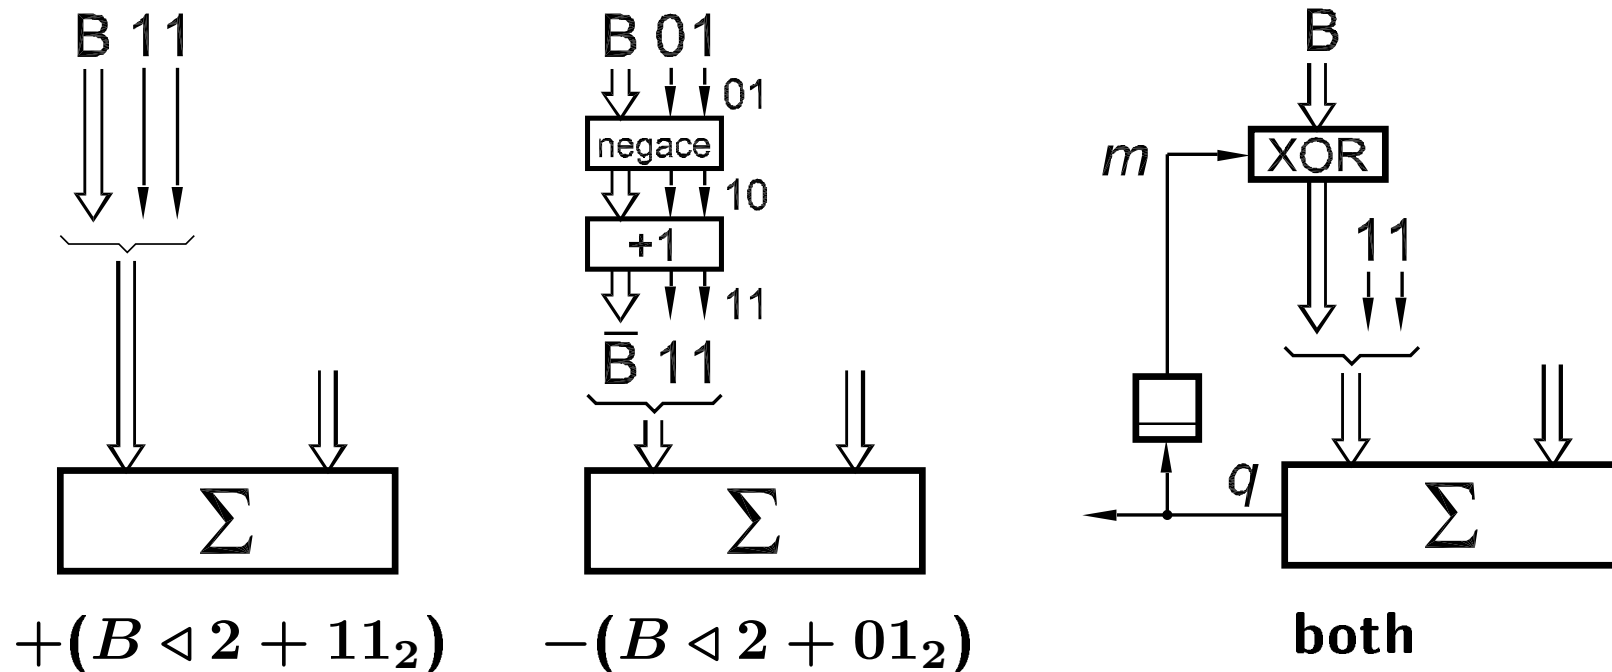 B 11
01
negace
10
+1
11
B̅ 11
Σ
+(B ◁ 2 + 11₂)
B 01
Σ
−(B ◁ 2 + 01₂)
B
m
XOR
11
q
Σ
both